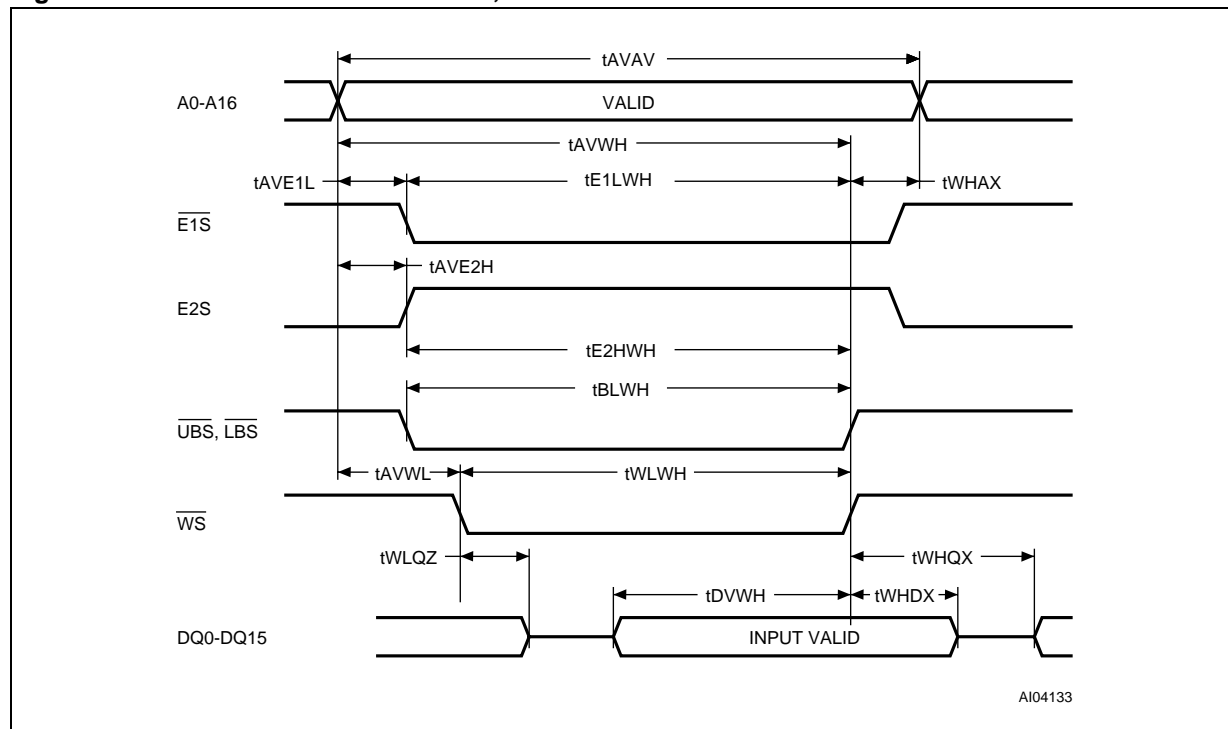 tAVAV
A0-A16
VALID
tAVWH
tAVE1L
tE1LWH
tWHAX
E1S
tAVE2H
E2S
tE2HWH
tBLWH
UBS, LBS
tAVWL
tWLWH
WS
tWLQZ
tWHQX
tDVWH
tWHDX
DQ0-DQ15
INPUT VALID
AI04133